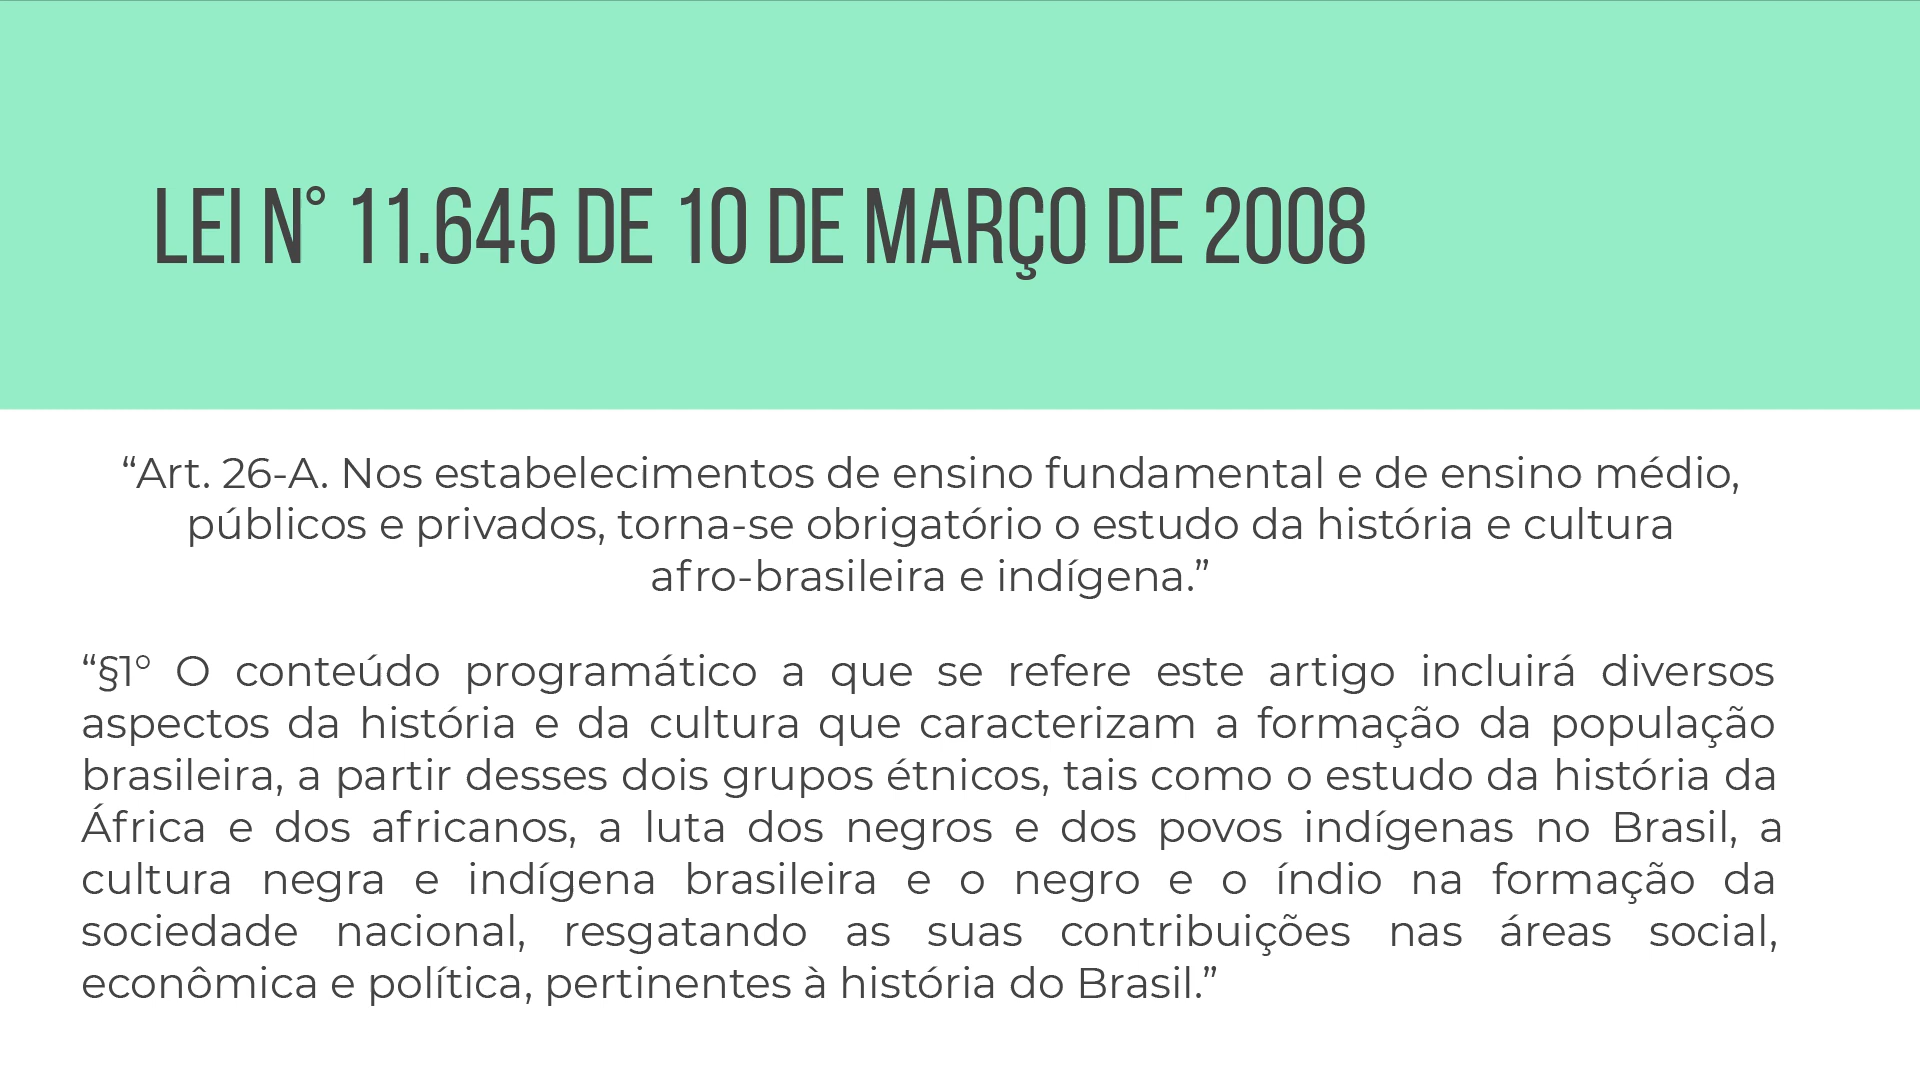 LEI N° 11.645 DE 10 DE MARÇO DE 2008
“Art. 26-A. Nos estabelecimentos de ensino fundamental e de ensino médio,
públicos e privados, torna-se obrigatório o estudo da história e cultura
afro-brasileira e indígena.”
“§1° O conteúdo programático a que se refere este artigo incluirá diversos
aspectos da história e da cultura que caracterizam a formação da população
brasileira, a partir desses dois grupos étnicos, tais como o estudo da história da
África e dos africanos, a luta dos negros e dos povos indígenas no Brasil, a
cultura negra e indígena brasileira e o negro e o índio na formação da
sociedade nacional, resgatando as suas contribuições nas áreas social,
econômica e política, pertinentes à história do Brasil.”